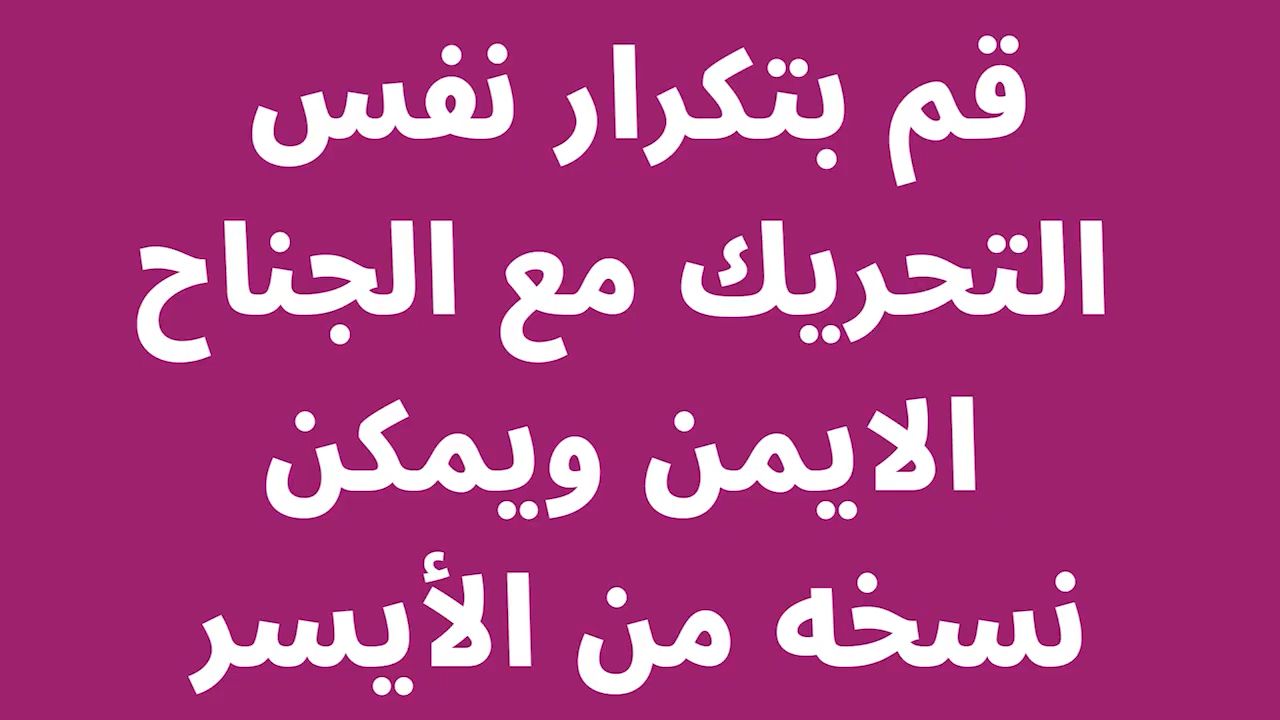 قم بتكرار نفس
التحريك مع الجناح
الايمن ويمكن
نسخه من الأيسر